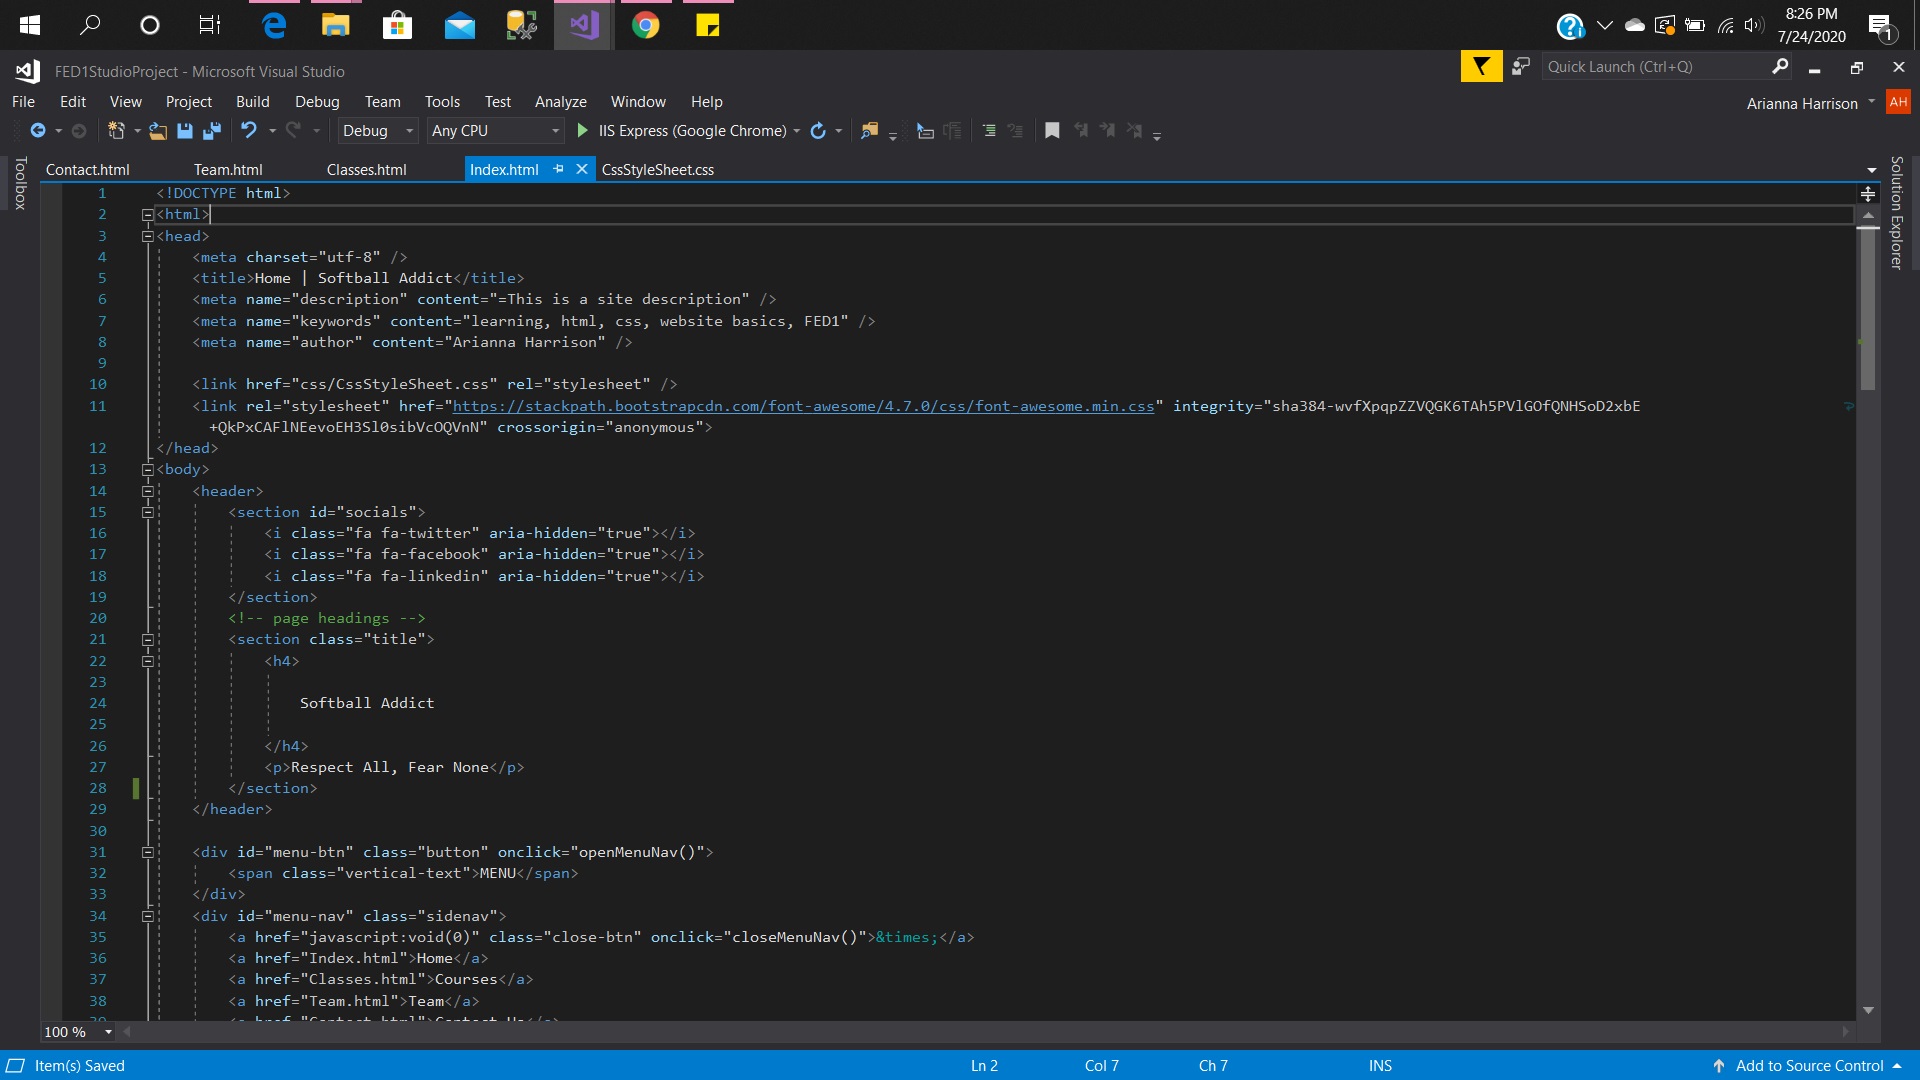 8:26 PM
7/24/2020
1
FED1StudioProject - Microsoft Visual Studio
Quick Launch (Ctrl+Q)
File Edit View Project Build Debug Team Tools Test Analyze Window Help
Arianna Harrison AH
Debug Any CPU IIS Express (Google Chrome)
Toolbox
Contact.html Team.html Classes.html Index.html CssStyleSheet.css
Solution Explorer
1 <!DOCTYPE html>
2 <html>
3 <head>
4 <meta charset="utf-8" />
5 <title>Home | Softball Addict</title>
6 <meta name="description" content="=This is a site description" />
7 <meta name="keywords" content="learning, html, css, website basics, FED1" />
8 <meta name="author" content="Arianna Harrison" />
9
10 <link href="css/CssStyleSheet.css" rel="stylesheet" />
11 <link rel="stylesheet" href="https://stackpath.bootstrapcdn.com/font-awesome/4.7.0/css/font-awesome.min.css" integrity="sha384-wvfXpqpZZVQGK6TAh5PVlGOfQNHSoD2xbE
+QkPxCAFlNEevoEH3Sl0sibVcOQVnN" crossorigin="anonymous">
12 </head>
13 <body>
14 <header>
15 <section id="socials">
16 <i class="fa fa-twitter" aria-hidden="true"></i>
17 <i class="fa fa-facebook" aria-hidden="true"></i>
18 <i class="fa fa-linkedin" aria-hidden="true"></i>
19 </section>
20 <!-- page headings -->
21 <section class="title">
22 <h4>
23
24 Softball Addict
25
26 </h4>
27 <p>Respect All, Fear None</p>
28 </section>
29 </header>
30
31 <div id="menu-btn" class="button" onclick="openMenuNav()">
32 <span class="vertical-text">MENU</span>
33 </div>
34 <div id="menu-nav" class="sidenav">
35 <a href="javascript:void(0)" class="close-btn" onclick="closeMenuNav()">&times;</a>
36 <a href="Index.html">Home</a>
37 <a href="Classes.html">Courses</a>
38 <a href="Team.html">Team</a>
39 <a href="Contact.html">Contact Us</a>
100 %
Item(s) Saved Ln 2 Col 7 Ch 7 INS Add to Source Control